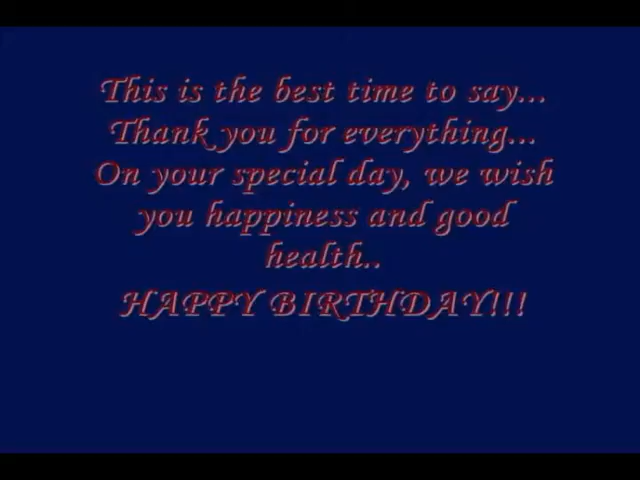 This is the best time to say...
Thank you for everything...
On your special day, we wish
you happiness and good
health..
HAPPY BIRTHDAY!!!